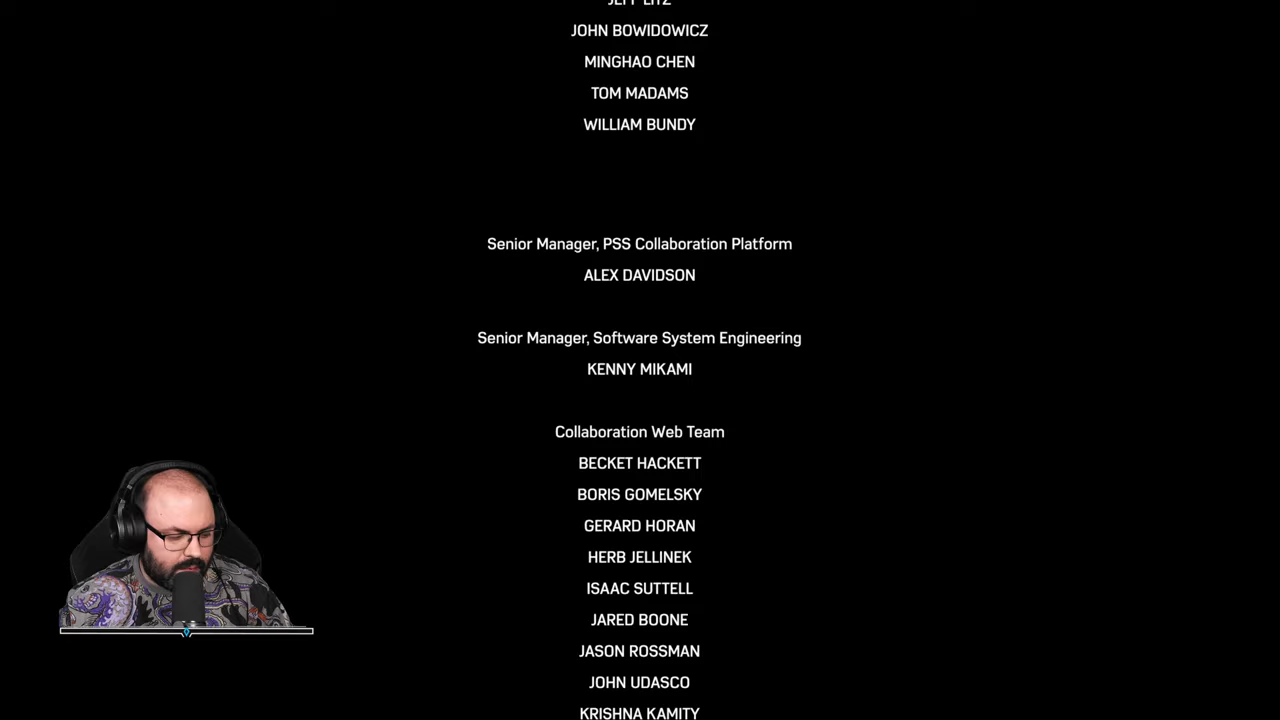 JEFF LITZ
JOHN BOWIDOWICZ
MINGHAO CHEN
TOM MADAMS
WILLIAM BUNDY
Senior Manager, PSS Collaboration Platform
ALEX DAVIDSON
Senior Manager, Software System Engineering
KENNY MIKAMI
Collaboration Web Team
BECKET HACKETT
BORIS GOMELSKY
GERARD HORAN
HERB JELLINEK
ISAAC SUTTELL
JARED BOONE
JASON ROSSMAN
JOHN UDASCO
KRISHNA KAMITY